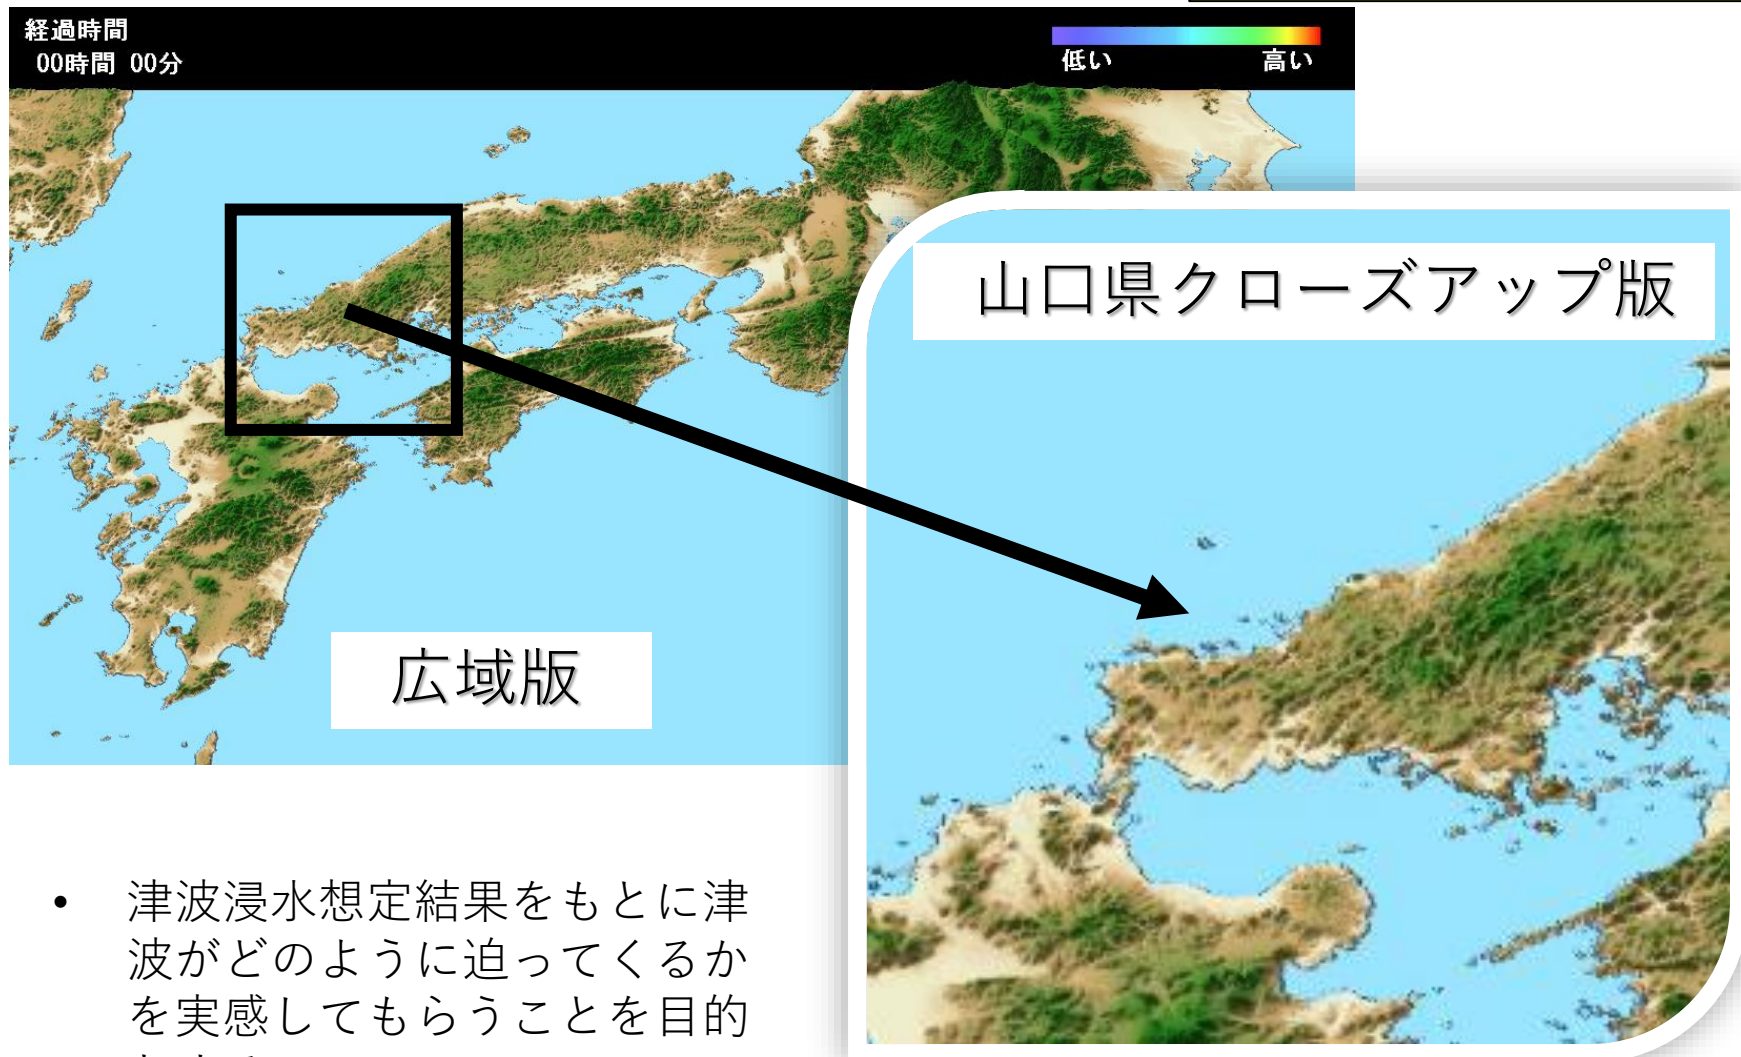 経過時間
00時間 00分
低い 高い
山口県クローズアップ版
広域版
• 津波浸水想定結果をもとに津
波がどのように迫ってくるか
を実感してもらうことを目的